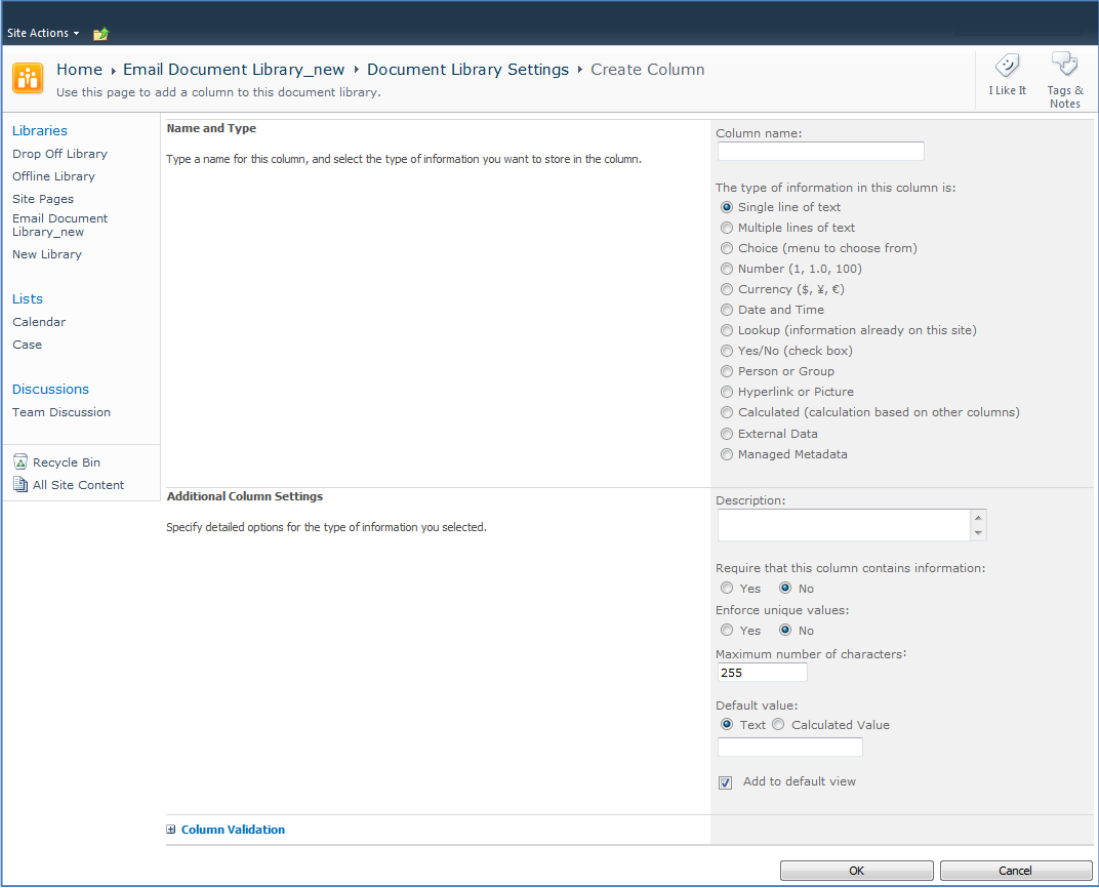 Site Actions
Home ▸ Email Document Library_new ▸ Document Library Settings ▸ Create Column
Use this page to add a column to this document library.
I Like It
Tags &
Notes
Libraries
Drop Off Library
Offline Library
Site Pages
Email Document
Library_new
New Library
Lists
Calendar
Case
Discussions
Team Discussion
Recycle Bin
All Site Content
Name and Type
Type a name for this column, and select the type of information you want to store in the column.
Column name:
The type of information in this column is:
Single line of text
Multiple lines of text
Choice (menu to choose from)
Number (1, 1.0, 100)
Currency ($, ¥, €)
Date and Time
Lookup (information already on this site)
Yes/No (check box)
Person or Group
Hyperlink or Picture
Calculated (calculation based on other columns)
External Data
Managed Metadata
Additional Column Settings
Specify detailed options for the type of information you selected.
Description:
Require that this column contains information:
Yes No
Enforce unique values:
Yes No
Maximum number of characters:
255
Default value:
Text Calculated Value
Add to default view
Column Validation
OK Cancel